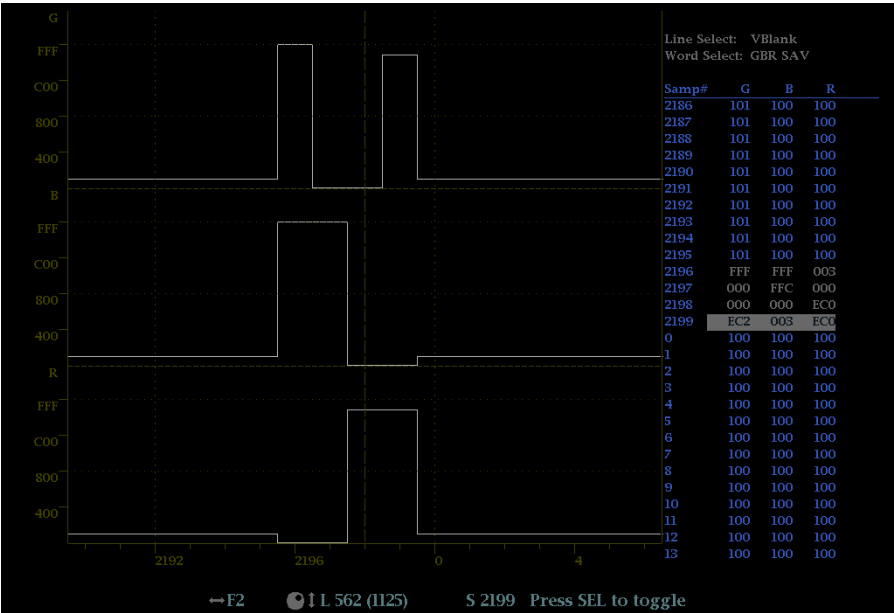 G
FFF
C00
800
400
B
FFF
C00
800
400
R
FFF
C00
800
400
2192 2196 0 4
Line Select: VBlank
Word Select: GBR SAV
Samp# G B R
2186 101 100 100
2187 101 100 100
2188 101 100 100
2189 101 100 100
2190 101 100 100
2191 101 100 100
2192 101 100 100
2193 101 100 100
2194 101 100 100
2195 101 100 100
2196 FFF FFF 003
2197 000 FFC 000
2198 000 000 EC0
2199 EC2 003 EC0
0 100 100 100
1 100 100 100
2 100 100 100
3 100 100 100
4 100 100 100
5 100 100 100
6 100 100 100
7 100 100 100
8 100 100 100
9 100 100 100
10 100 100 100
11 100 100 100
12 100 100 100
13 100 100 100
↔F2 ↕ L 562 (1125) S 2199 Press SEL to toggle